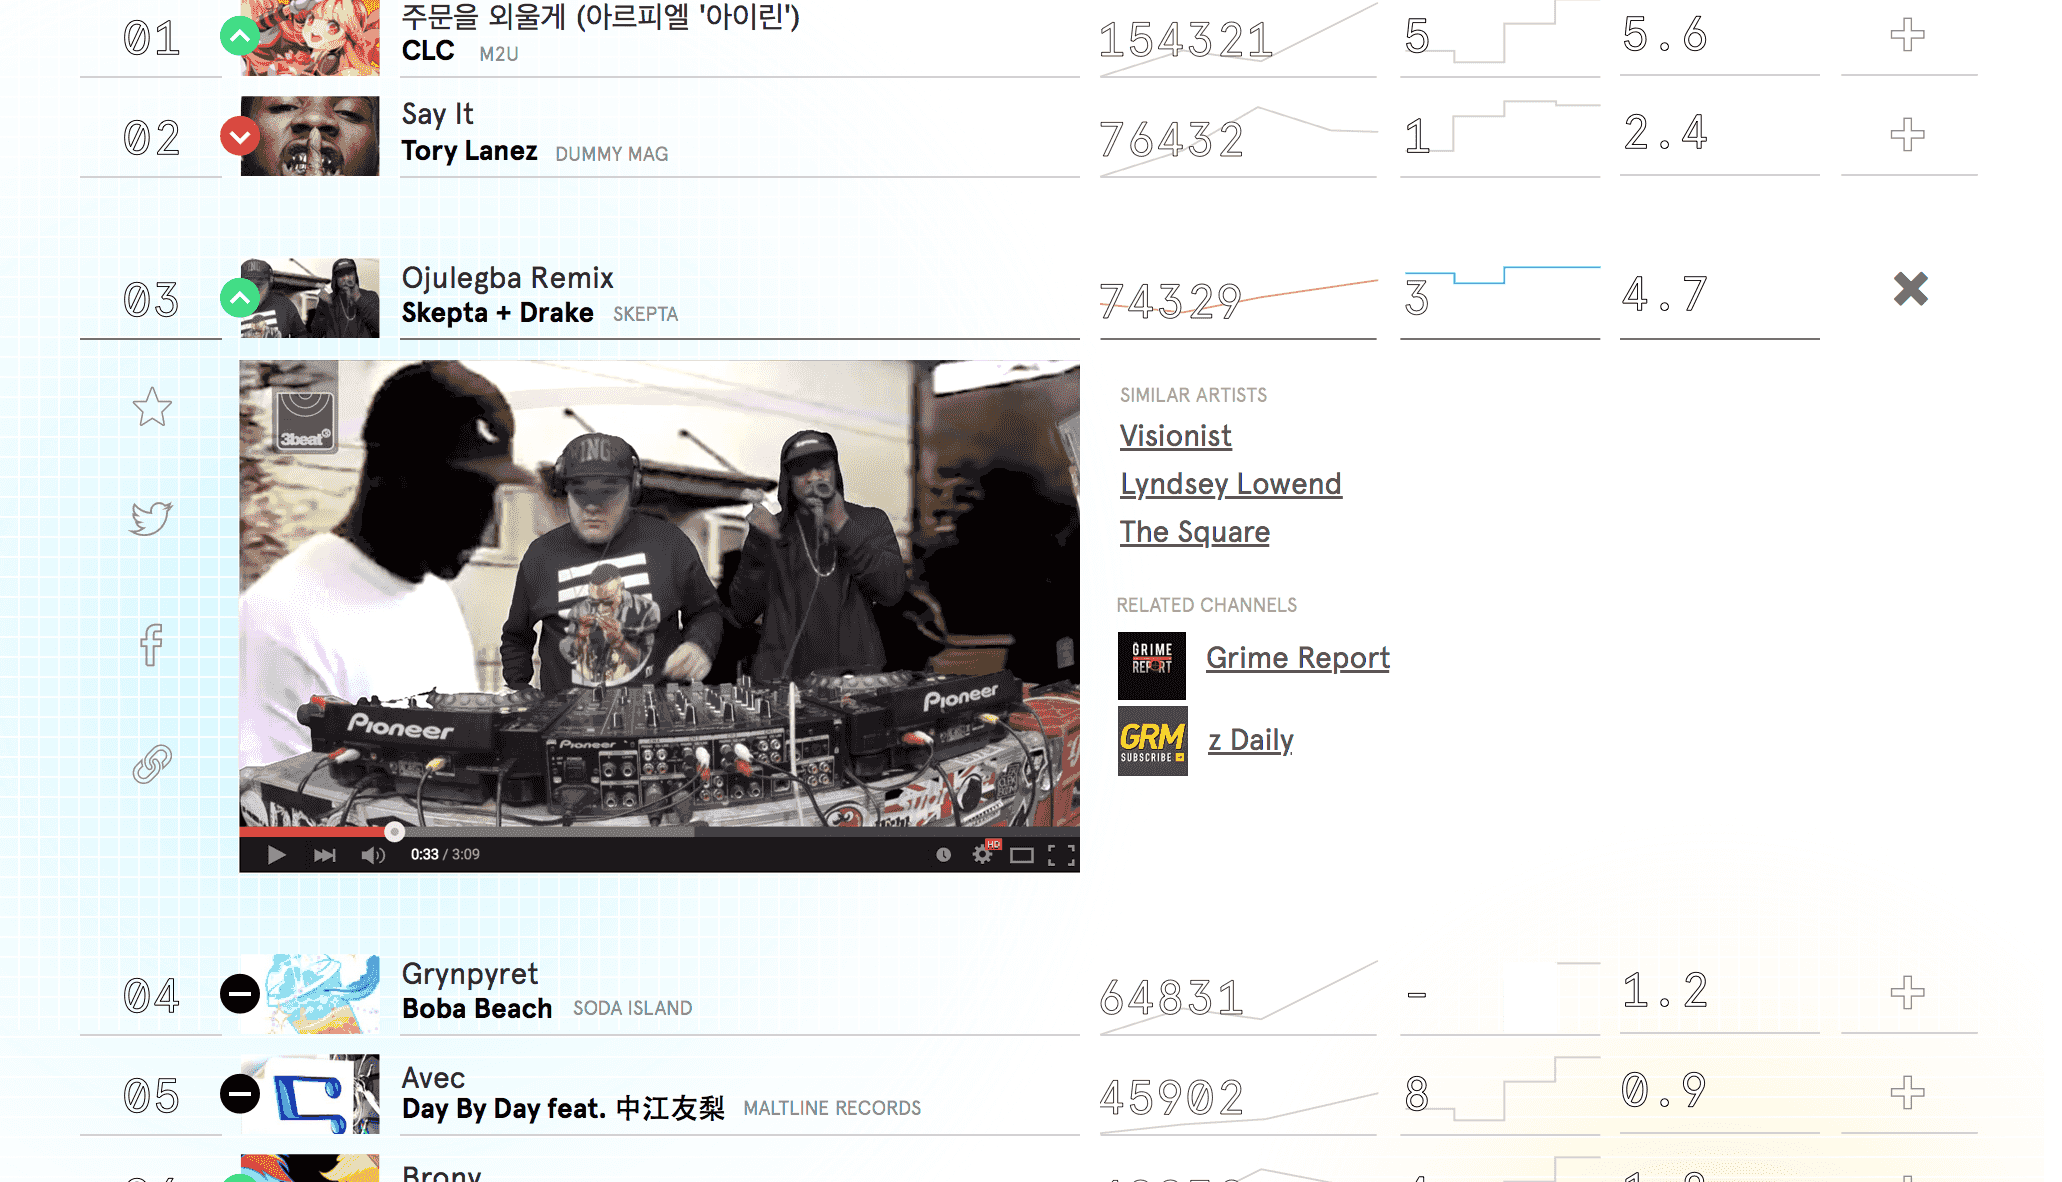 01
주문을 외울게 (아르피엘 '아이린')
CLC M2U
154321
5
5.6
02
Say It
Tory Lanez DUMMY MAG
76432
1
2.4
03
Ojulegba Remix
Skepta + Drake SKEPTA
74329
3
4.7
3beat
KINGS
Pioneer
Pioneer
Pioneer
0:33 / 3:09
HD
SIMILAR ARTISTS
Visionist
Lyndsey Lowend
The Square
RELATED CHANNELS
GRIME
REPORT
Grime Report
GRM
SUBSCRIBE
z Daily
04
Grynpyret
Boba Beach SODA ISLAND
64831
-
1.2
05
Avec
Day By Day feat. 中江友梨 MALTLINE RECORDS
45902
8
0.9
Brony